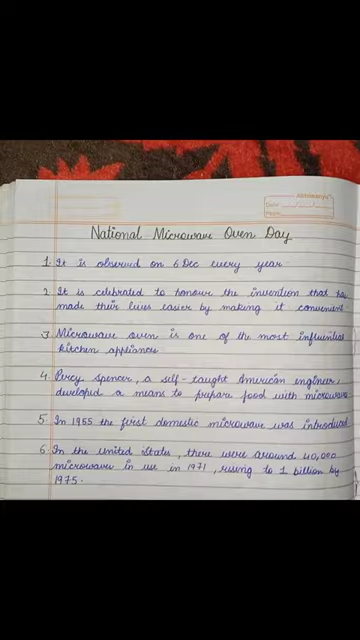 National Microwave Oven Day
1. It is observed on 6 Dec every year.
2. It is celebrated to honour the invention that has
made their lives easier by making it convenient
3. Microwave oven is one of the most influential
kitchen appliance
4. Percy Spencer, a self-taught American engineer,
developed a means to prepare food with microwave
5. In 1955 the first domestic microwave was introduced
6. In the united States, there were around 40,000
microwave in use in 1971, rising to 1 billion by
1975.
Date:
Page: